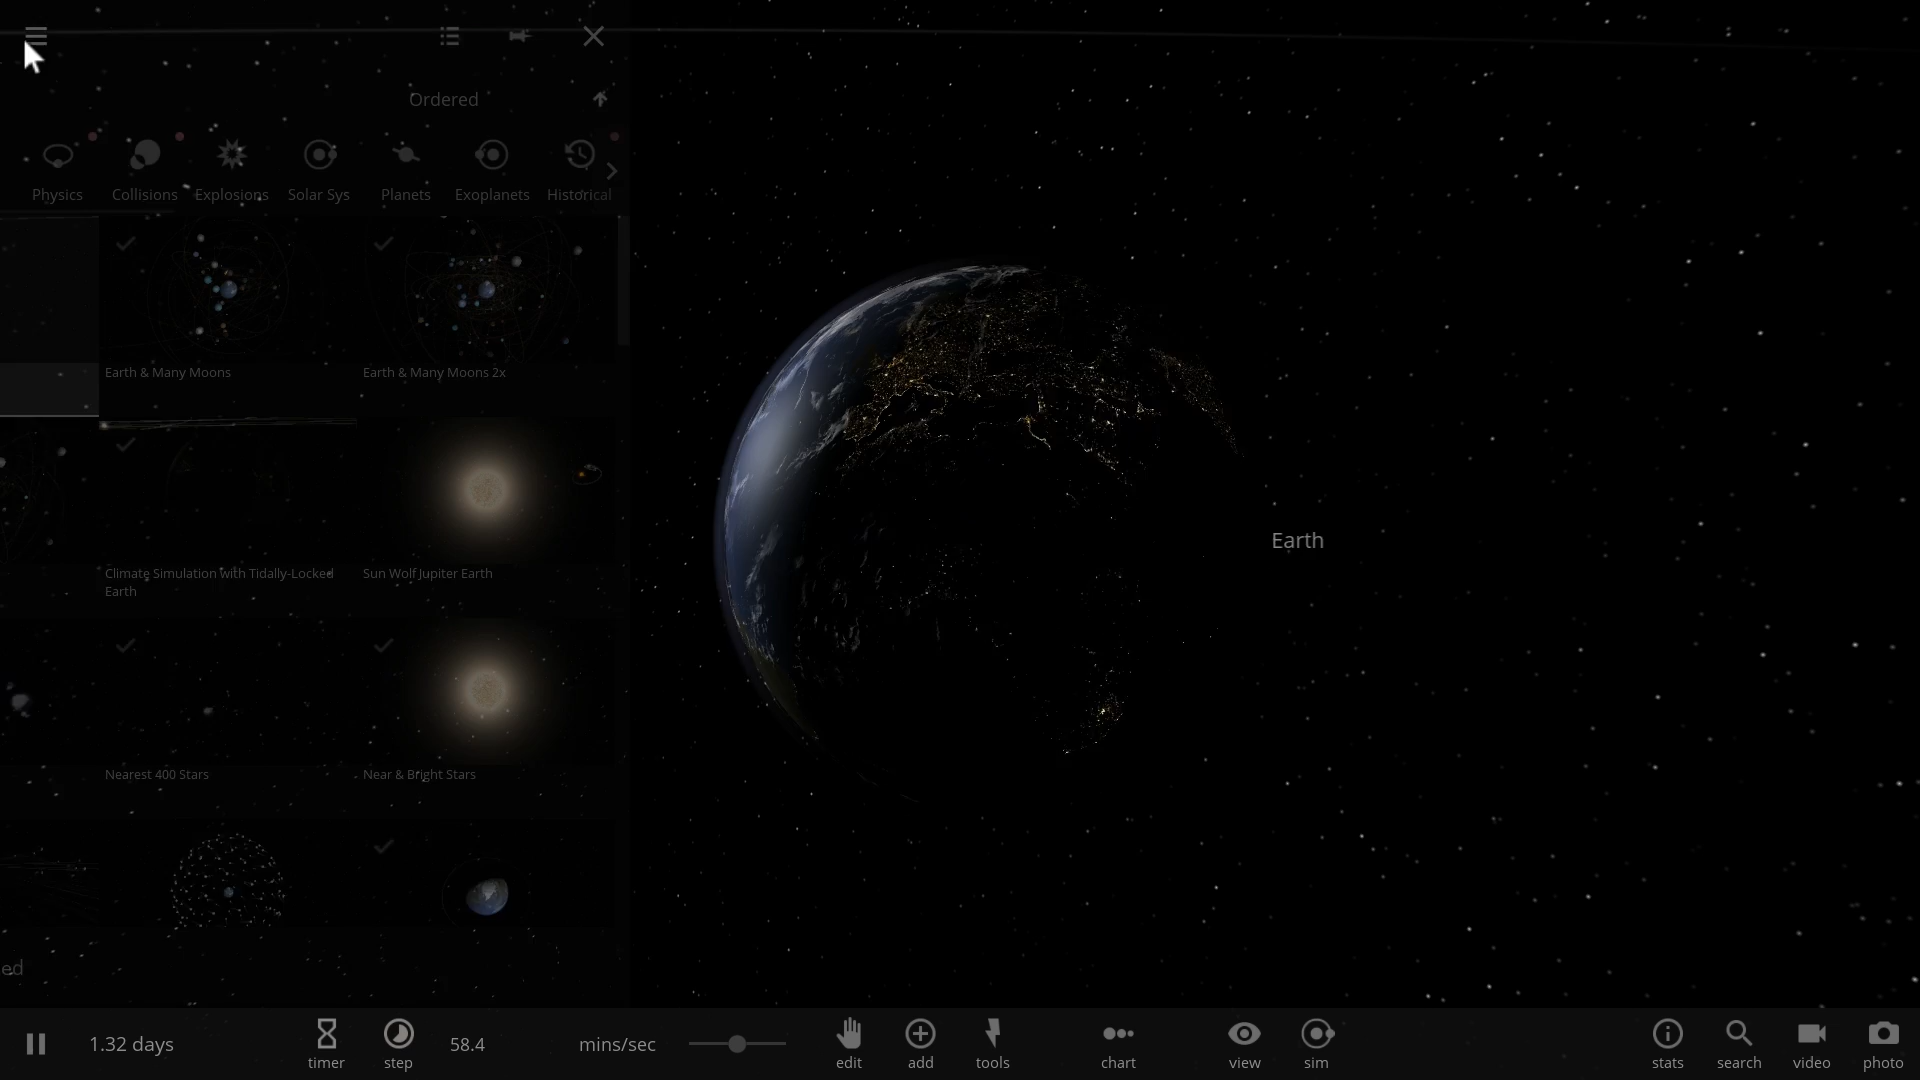 Ordered
Physics
Collisions
Explosions
Solar Sys
Planets
Exoplanets
Historical
Earth & Many Moons
Earth & Many Moons 2x
Earth
Climate Simulation with Tidally-Locked
Earth
Sun Wolf Jupiter Earth
Nearest 400 Stars
Near & Bright Stars
ed
1.32 days
timer
step
58.4
mins/sec
edit
add
tools
chart
view
sim
stats
search
video
photo